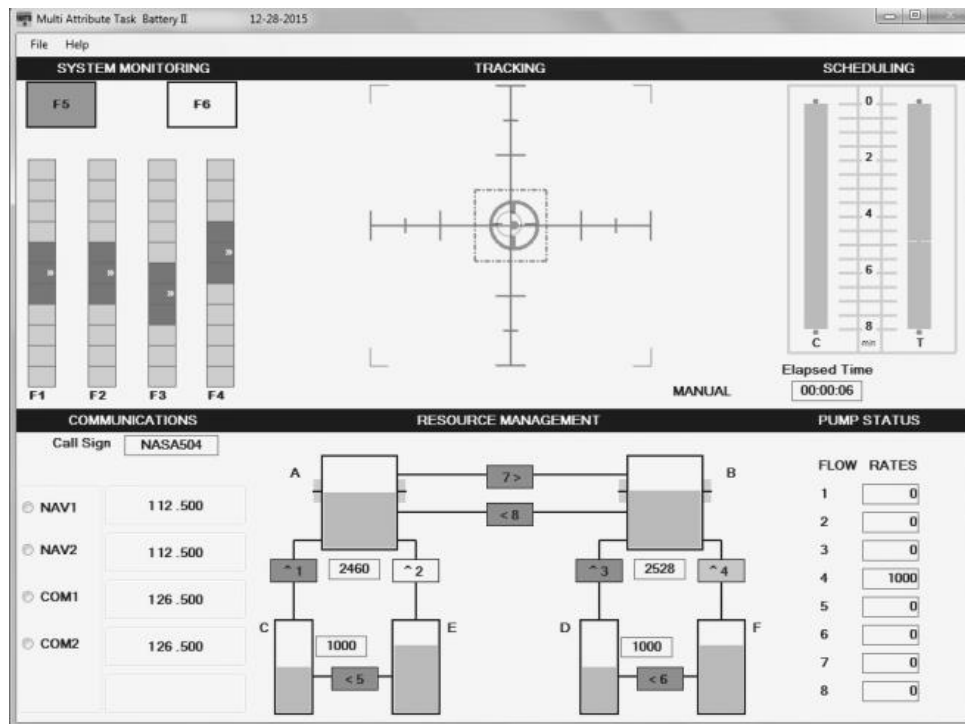 Multi Attribute Task Battery II 12-28-2015
File Help
SYSTEM MONITORING TRACKING SCHEDULING
F5 F6
0
2
4
6
8
C min T
F1 F2 F3 F4
Elapsed Time
MANUAL 00:00:06
COMMUNICATIONS RESOURCE MANAGEMENT PUMP STATUS
Call Sign NASA504
A 7 > B
< 8
FLOW RATES
1 0
2 0
3 0
4 1000
5 0
6 0
7 0
8 0
NAV1 112.500
NAV2 112.500
COM1 126.500
COM2 126.500
^ 1 2460 ^ 2 ^ 3 2528 ^ 4
C 1000 E D 1000 F
< 5 < 6